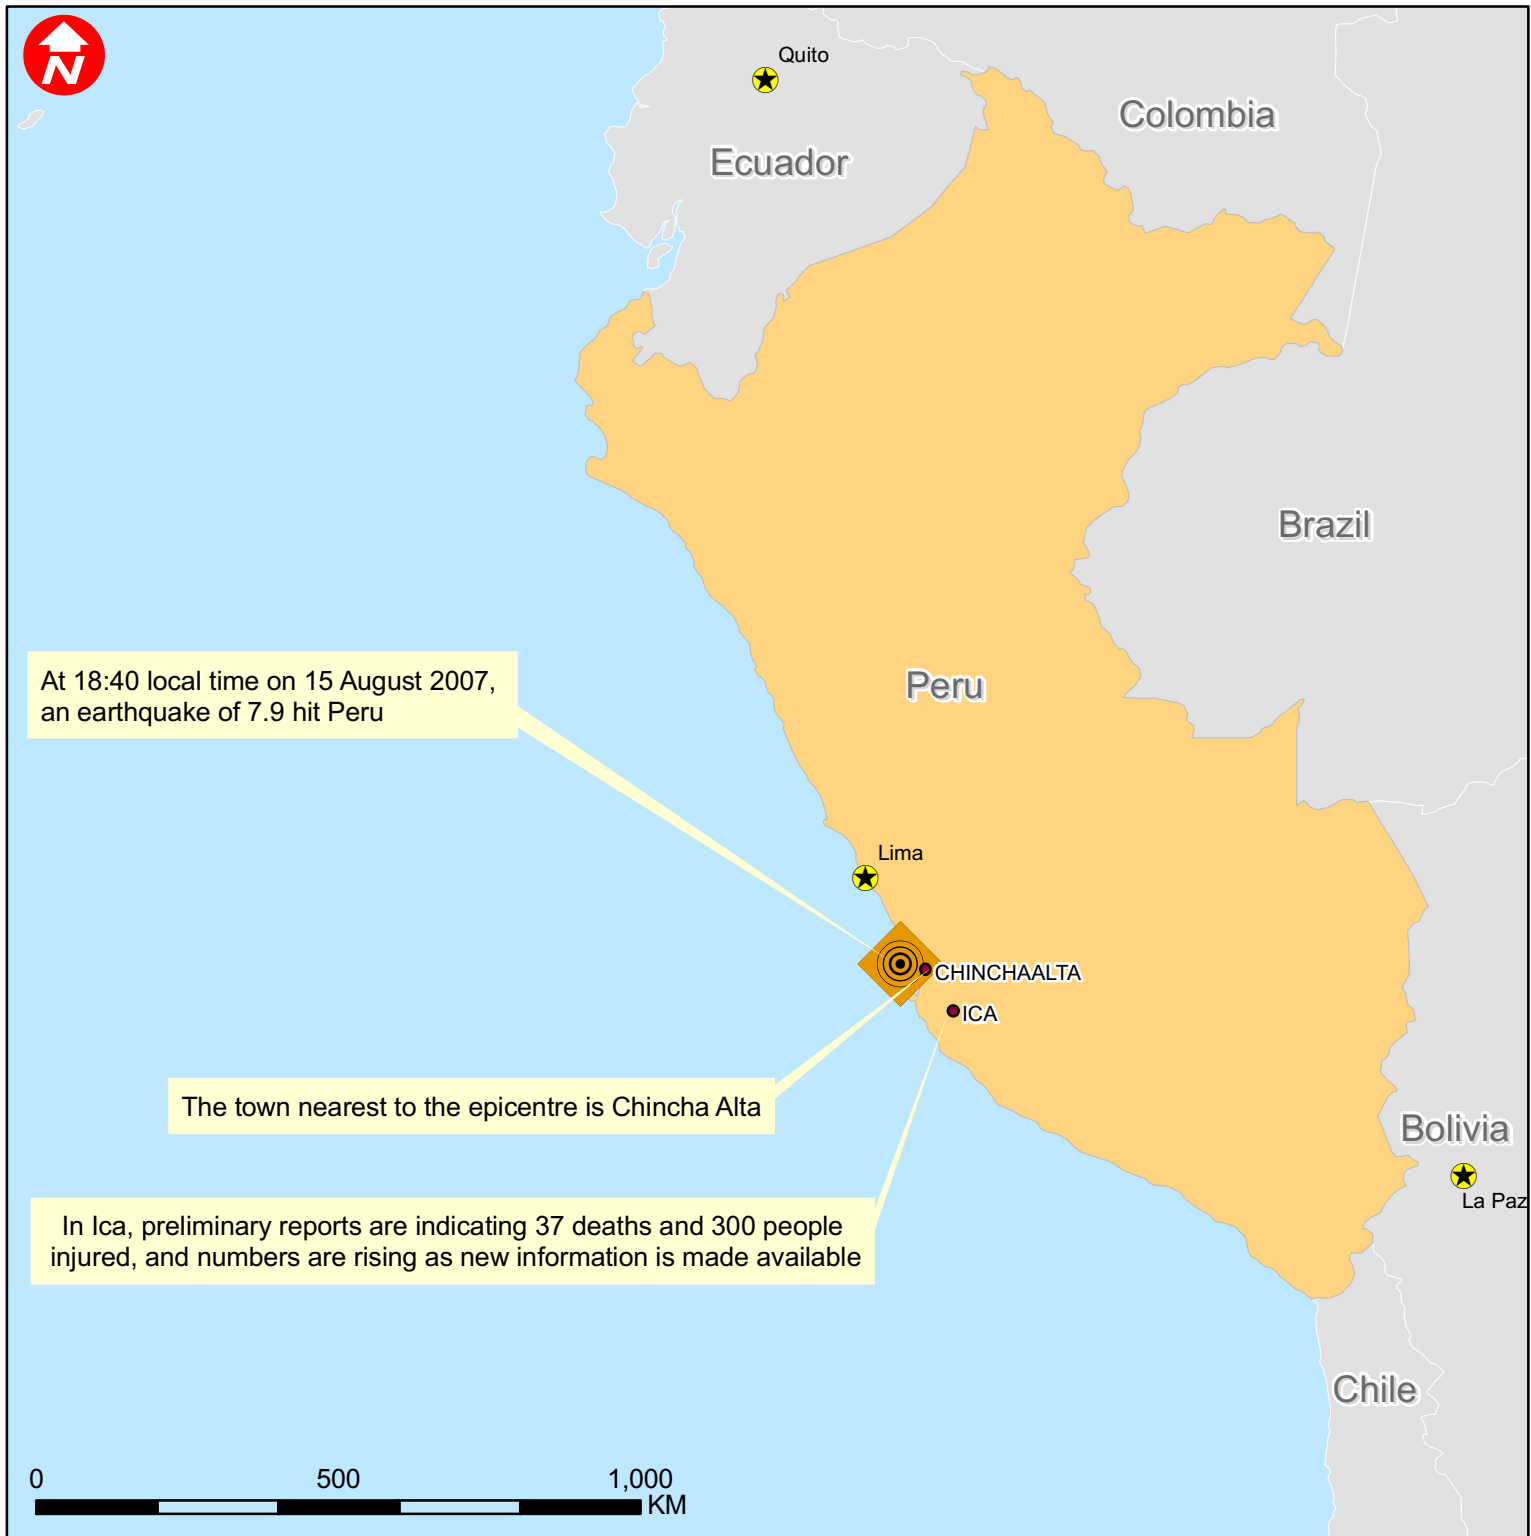 N
Quito
Colombia
Ecuador
Brazil
At 18:40 local time on 15 August 2007,
an earthquake of 7.9 hit Peru
Peru
Lima
CHINCHAALTA
ICA
The town nearest to the epicentre is Chincha Alta
Bolivia
La Paz
In Ica, preliminary reports are indicating 37 deaths and 300 people
injured, and numbers are rising as new information is made available
Chile
0 500 1,000
KM